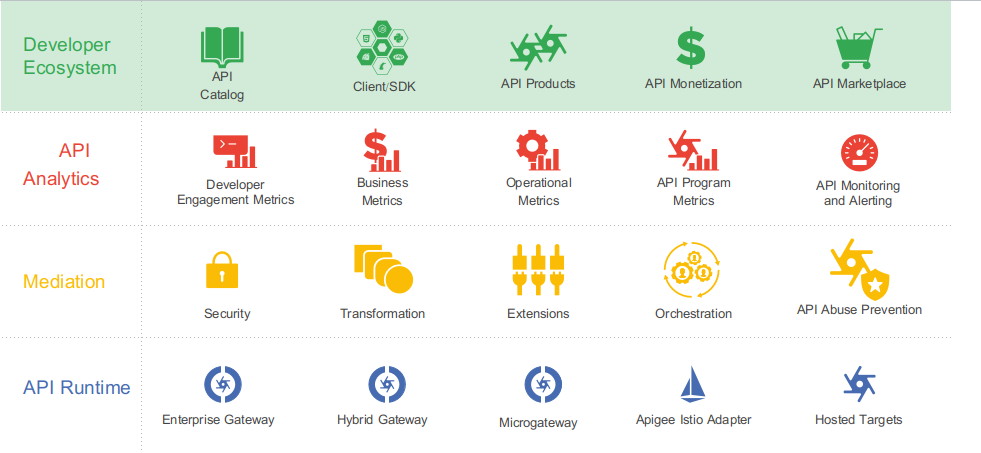 Developer
Ecosystem
API
Catalog
Client/SDK
API Products
API Monetization
API Marketplace
API
Analytics
Developer
Engagement Metrics
Business
Metrics
Operational
Metrics
API Program
Metrics
API Monitoring
and Alerting
Mediation
Security
Transformation
Extensions
Orchestration
API Abuse Prevention
API Runtime
Enterprise Gateway
Hybrid Gateway
Microgateway
Apigee Istio Adapter
Hosted Targets